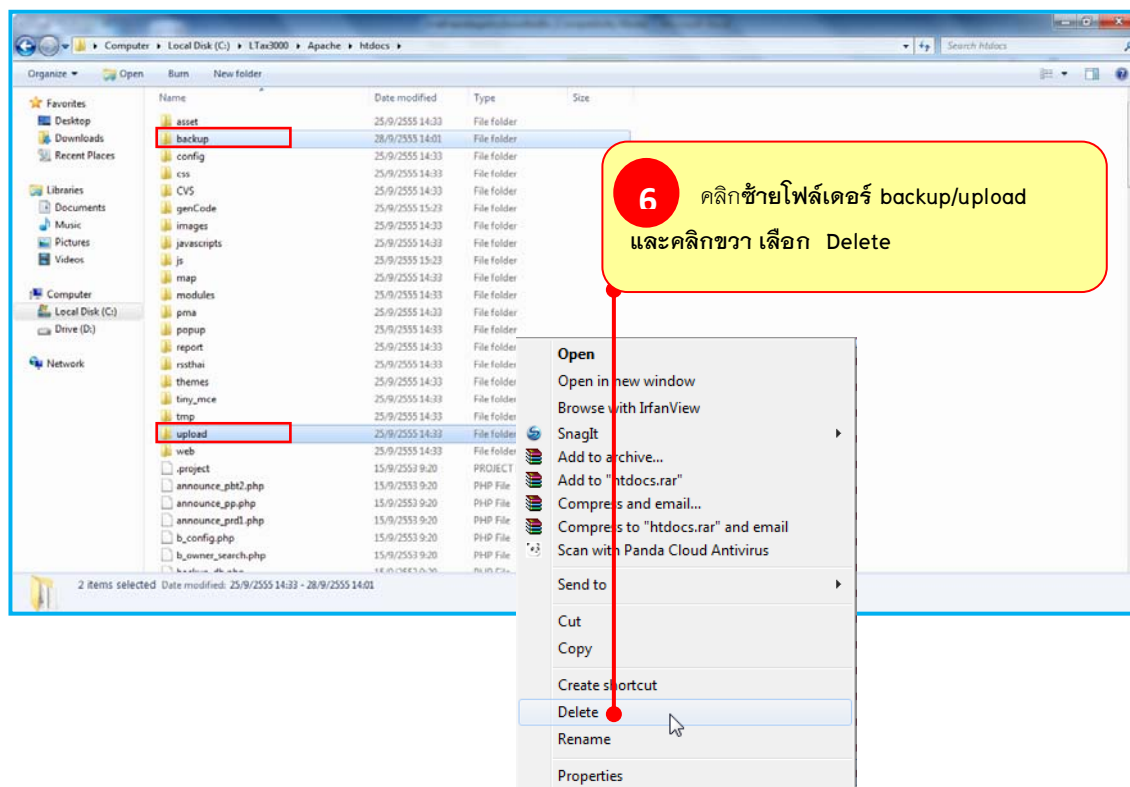 Computer ▸ Local Disk (C:) ▸ LTax3000 ▸ Apache ▸ htdocs ▸
Search htdocs
Organize Open Burn New folder
Name Date modified Type Size
Favorites
Desktop
Downloads
Recent Places
Libraries
Documents
Music
Pictures
Videos
Computer
Local Disk (C:)
Drive (D:)
Network
asset 25/9/2555 14:33 File folder
backup 28/9/2555 14:01 File folder
config 25/9/2555 14:33 File folder
css 25/9/2555 14:33 File folder
CVS 25/9/2555 14:33 File folder
genCode 25/9/2555 15:23 File folder
images 25/9/2555 14:33 File folder
javascripts 25/9/2555 14:33 File folder
js 25/9/2555 15:23 File folder
map 25/9/2555 14:33 File folder
modules 25/9/2555 14:33 File folder
pma 25/9/2555 14:33 File folder
popup 25/9/2555 14:33 File folder
report 25/9/2555 14:33 File folder
rssthai 25/9/2555 14:33 File folder
themes 25/9/2555 14:33 File folder
tiny_mce 25/9/2555 14:33 File folder
tmp 25/9/2555 14:33 File folder
upload 25/9/2555 14:33 File folder
web 25/9/2555 14:33 File folder
.project 15/9/2553 9:20 PROJECT
announce_pbt2.php 15/9/2553 9:20 PHP File
announce_pp.php 15/9/2553 9:20 PHP File
announce_prd1.php 15/9/2553 9:20 PHP File
b_config.php 15/9/2553 9:20 PHP File
b_owner_search.php 15/9/2553 9:20 PHP File
2 items selected Date modified: 25/9/2555 14:33 - 28/9/2555 14:01
6 คลิกซ้ายโฟล์เดอร์ backup/upload
และคลิกขวา เลือก Delete
Open
Open in new window
Browse with IrfanView
SnagIt
Add to archive...
Add to "htdocs.rar"
Compress and email...
Compress to "htdocs.rar" and email
Scan with Panda Cloud Antivirus
Send to
Cut
Copy
Create shortcut
Delete
Rename
Properties